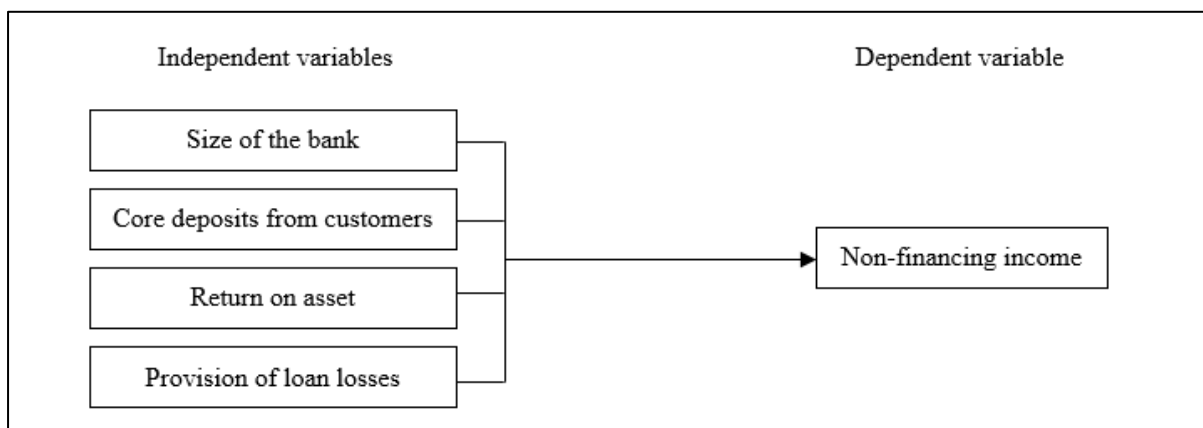 Independent variables
Dependent variable
Size of the bank
Core deposits from customers
Return on asset
Provision of loan losses
Non-financing income